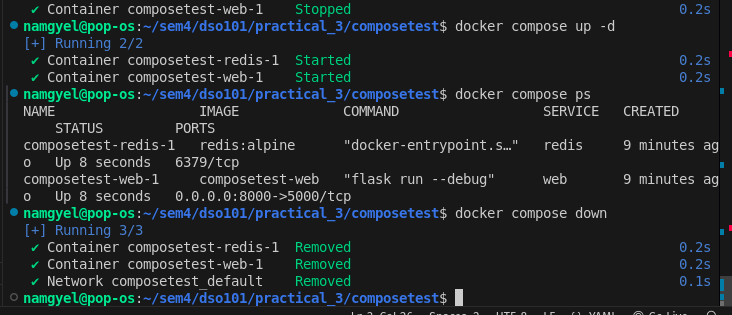 ✔ Container composetest-web-1  Stopped 0.2s
namgyel@pop-os:~/sem4/dso101/practical_3/composetest$ docker compose up -d
[+] Running 2/2
✔ Container composetest-redis-1  Started 0.2s
✔ Container composetest-web-1    Started 0.2s
namgyel@pop-os:~/sem4/dso101/practical_3/composetest$ docker compose ps
NAME                  IMAGE             COMMAND                  SERVICE   CREATED
    STATUS         PORTS
composetest-redis-1   redis:alpine      "docker-entrypoint.s…"   redis     9 minutes ag
o   Up 8 seconds   6379/tcp
composetest-web-1     composetest-web   "flask run --debug"      web       9 minutes ag
o   Up 8 seconds   0.0.0.0:8000->5000/tcp
namgyel@pop-os:~/sem4/dso101/practical_3/composetest$ docker compose down
[+] Running 3/3
✔ Container composetest-redis-1  Removed 0.2s
✔ Container composetest-web-1    Removed 0.2s
✔ Network composetest_default    Removed 0.1s
namgyel@pop-os:~/sem4/dso101/practical_3/composetest$